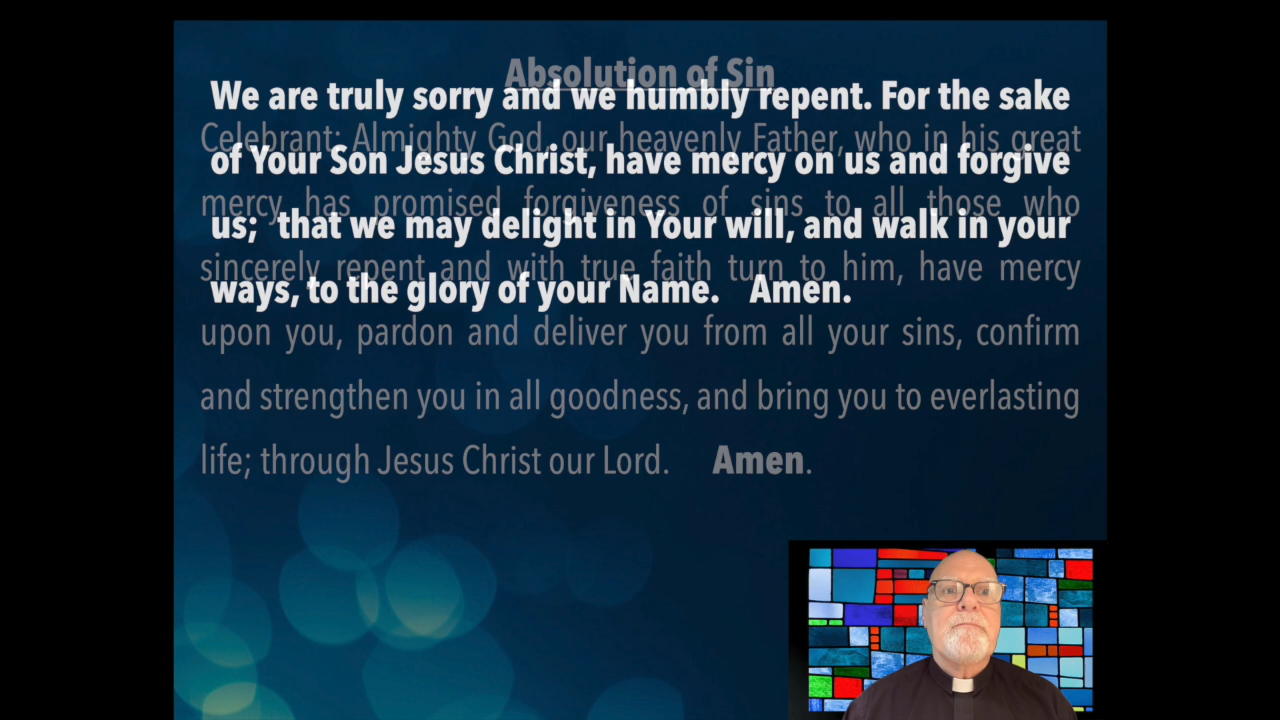 Absolution of Sin
We are truly sorry and we humbly repent. For the sake
Celebrant: Almighty God, our heavenly Father, who in his great
of Your Son Jesus Christ, have mercy on us and forgive
mercy has promised forgiveness of sins to all those who
us; that we may delight in Your will, and walk in your
sincerely repent and with true faith turn to him, have mercy
ways, to the glory of your Name. Amen.
upon you, pardon and deliver you from all your sins, confirm
and strengthen you in all goodness, and bring you to everlasting
life; through Jesus Christ our Lord. Amen.